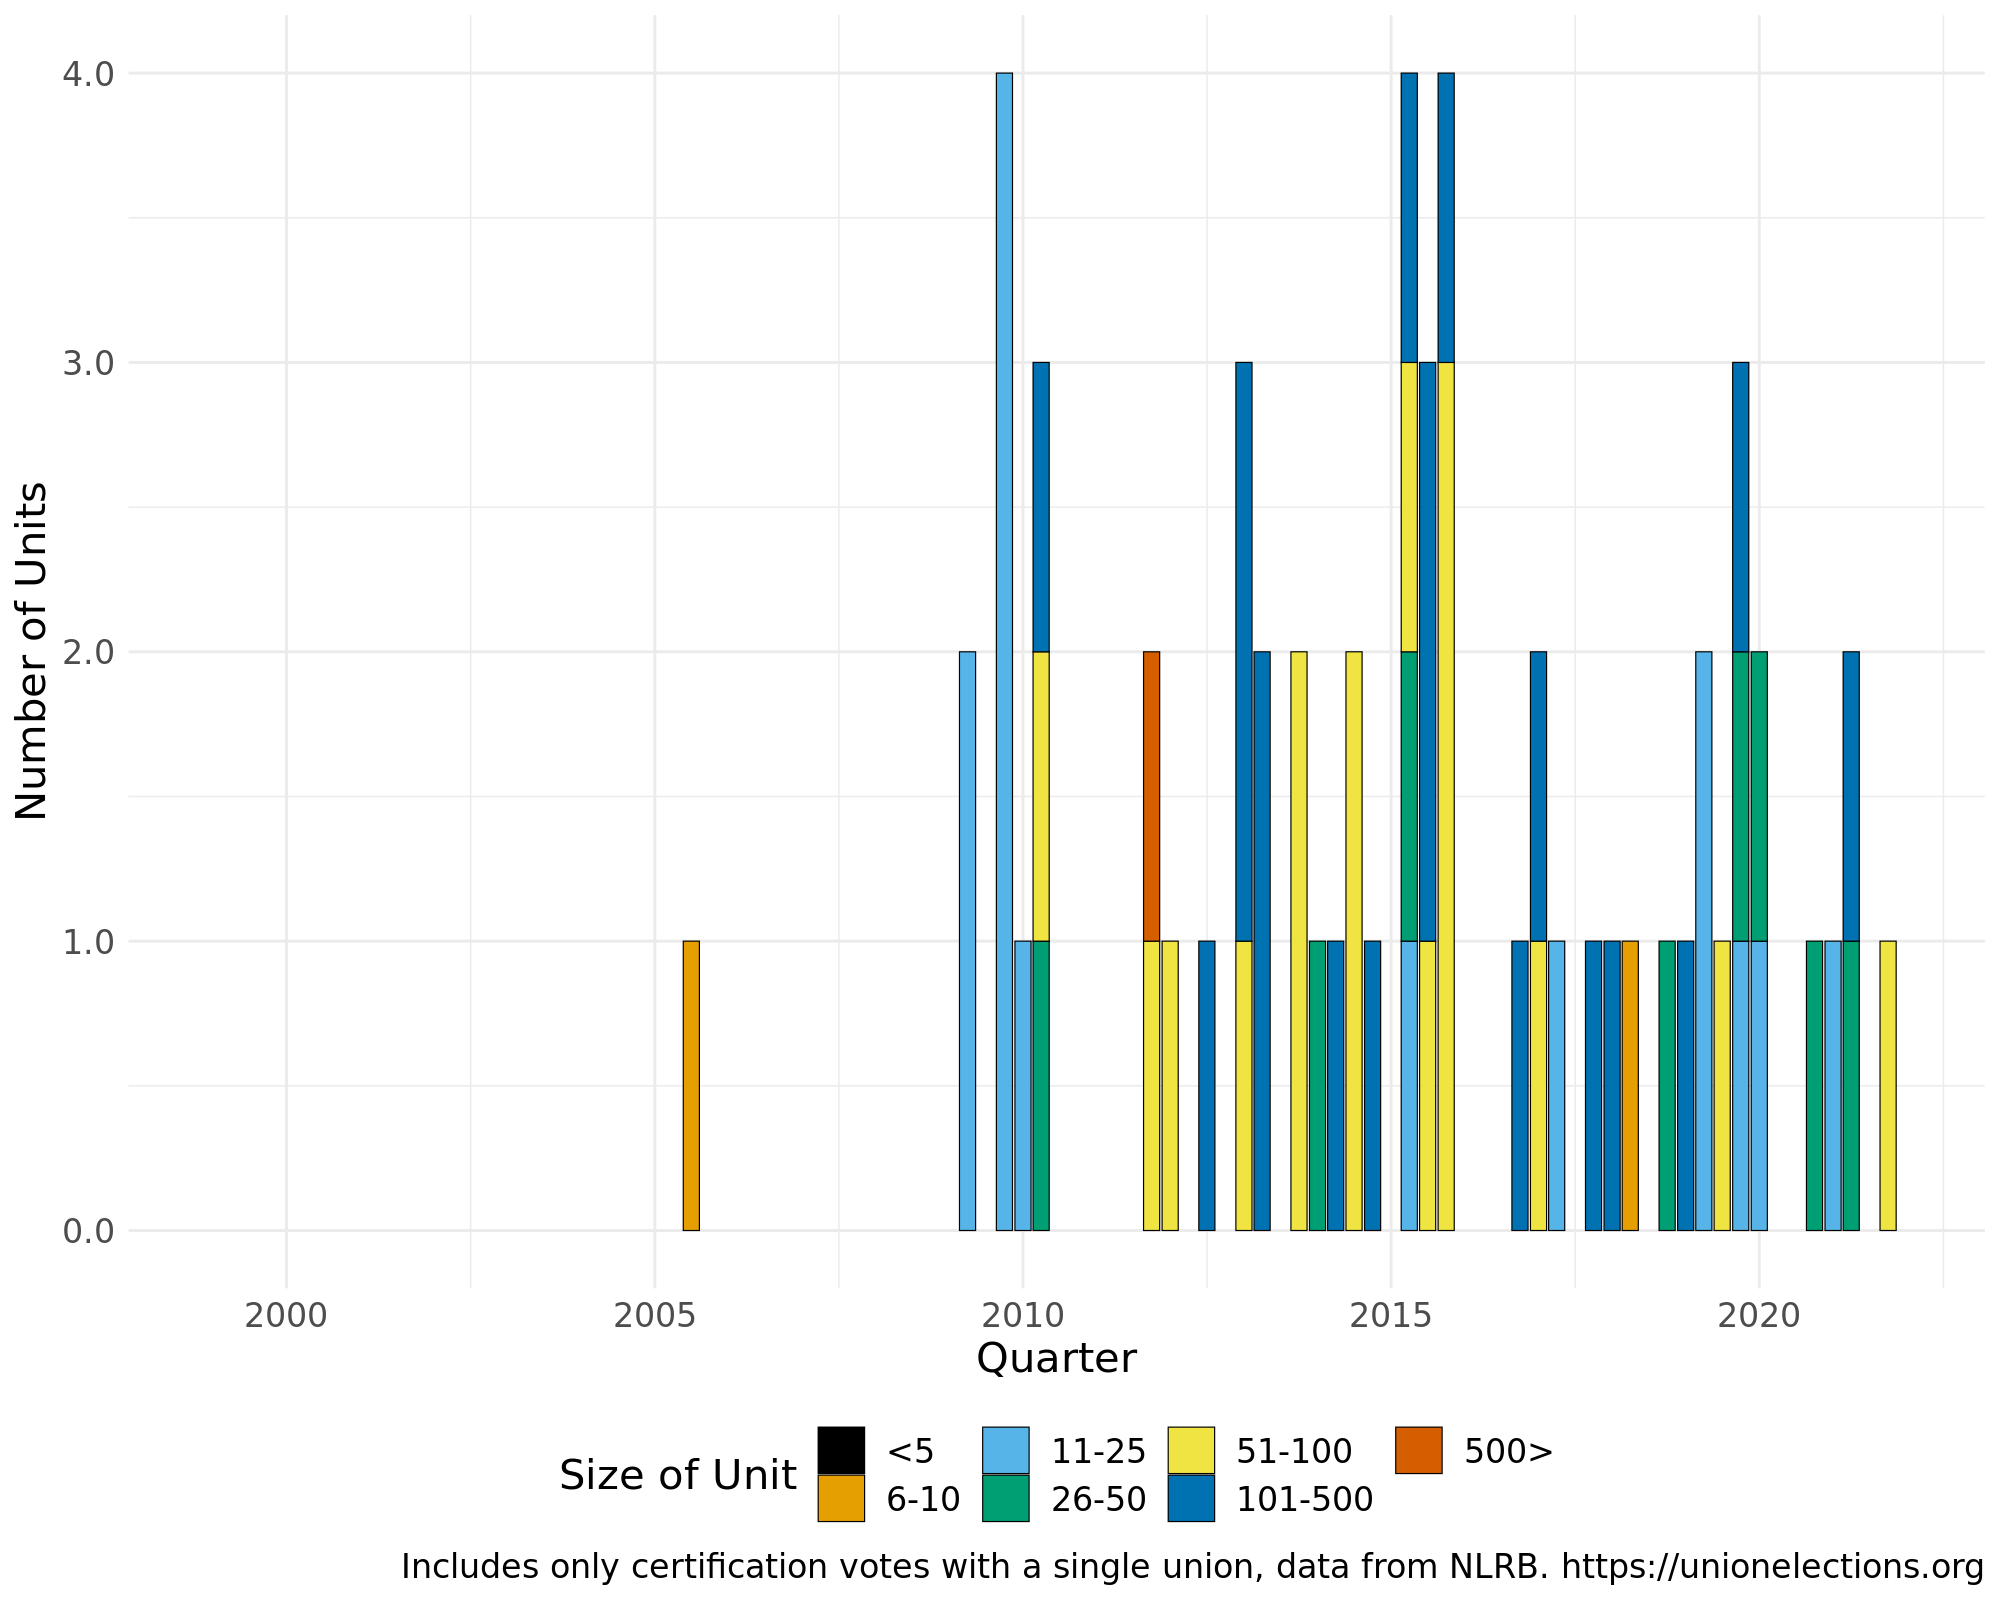 4.0
3.0
2.0
1.0
0.0
Number of Units
2000 2005 2010 2015 2020
Quarter
Size of Unit
<5 11-25 51-100 500>
6-10 26-50 101-500
Includes only certification votes with a single union, data from NLRB. https://unionelections.org